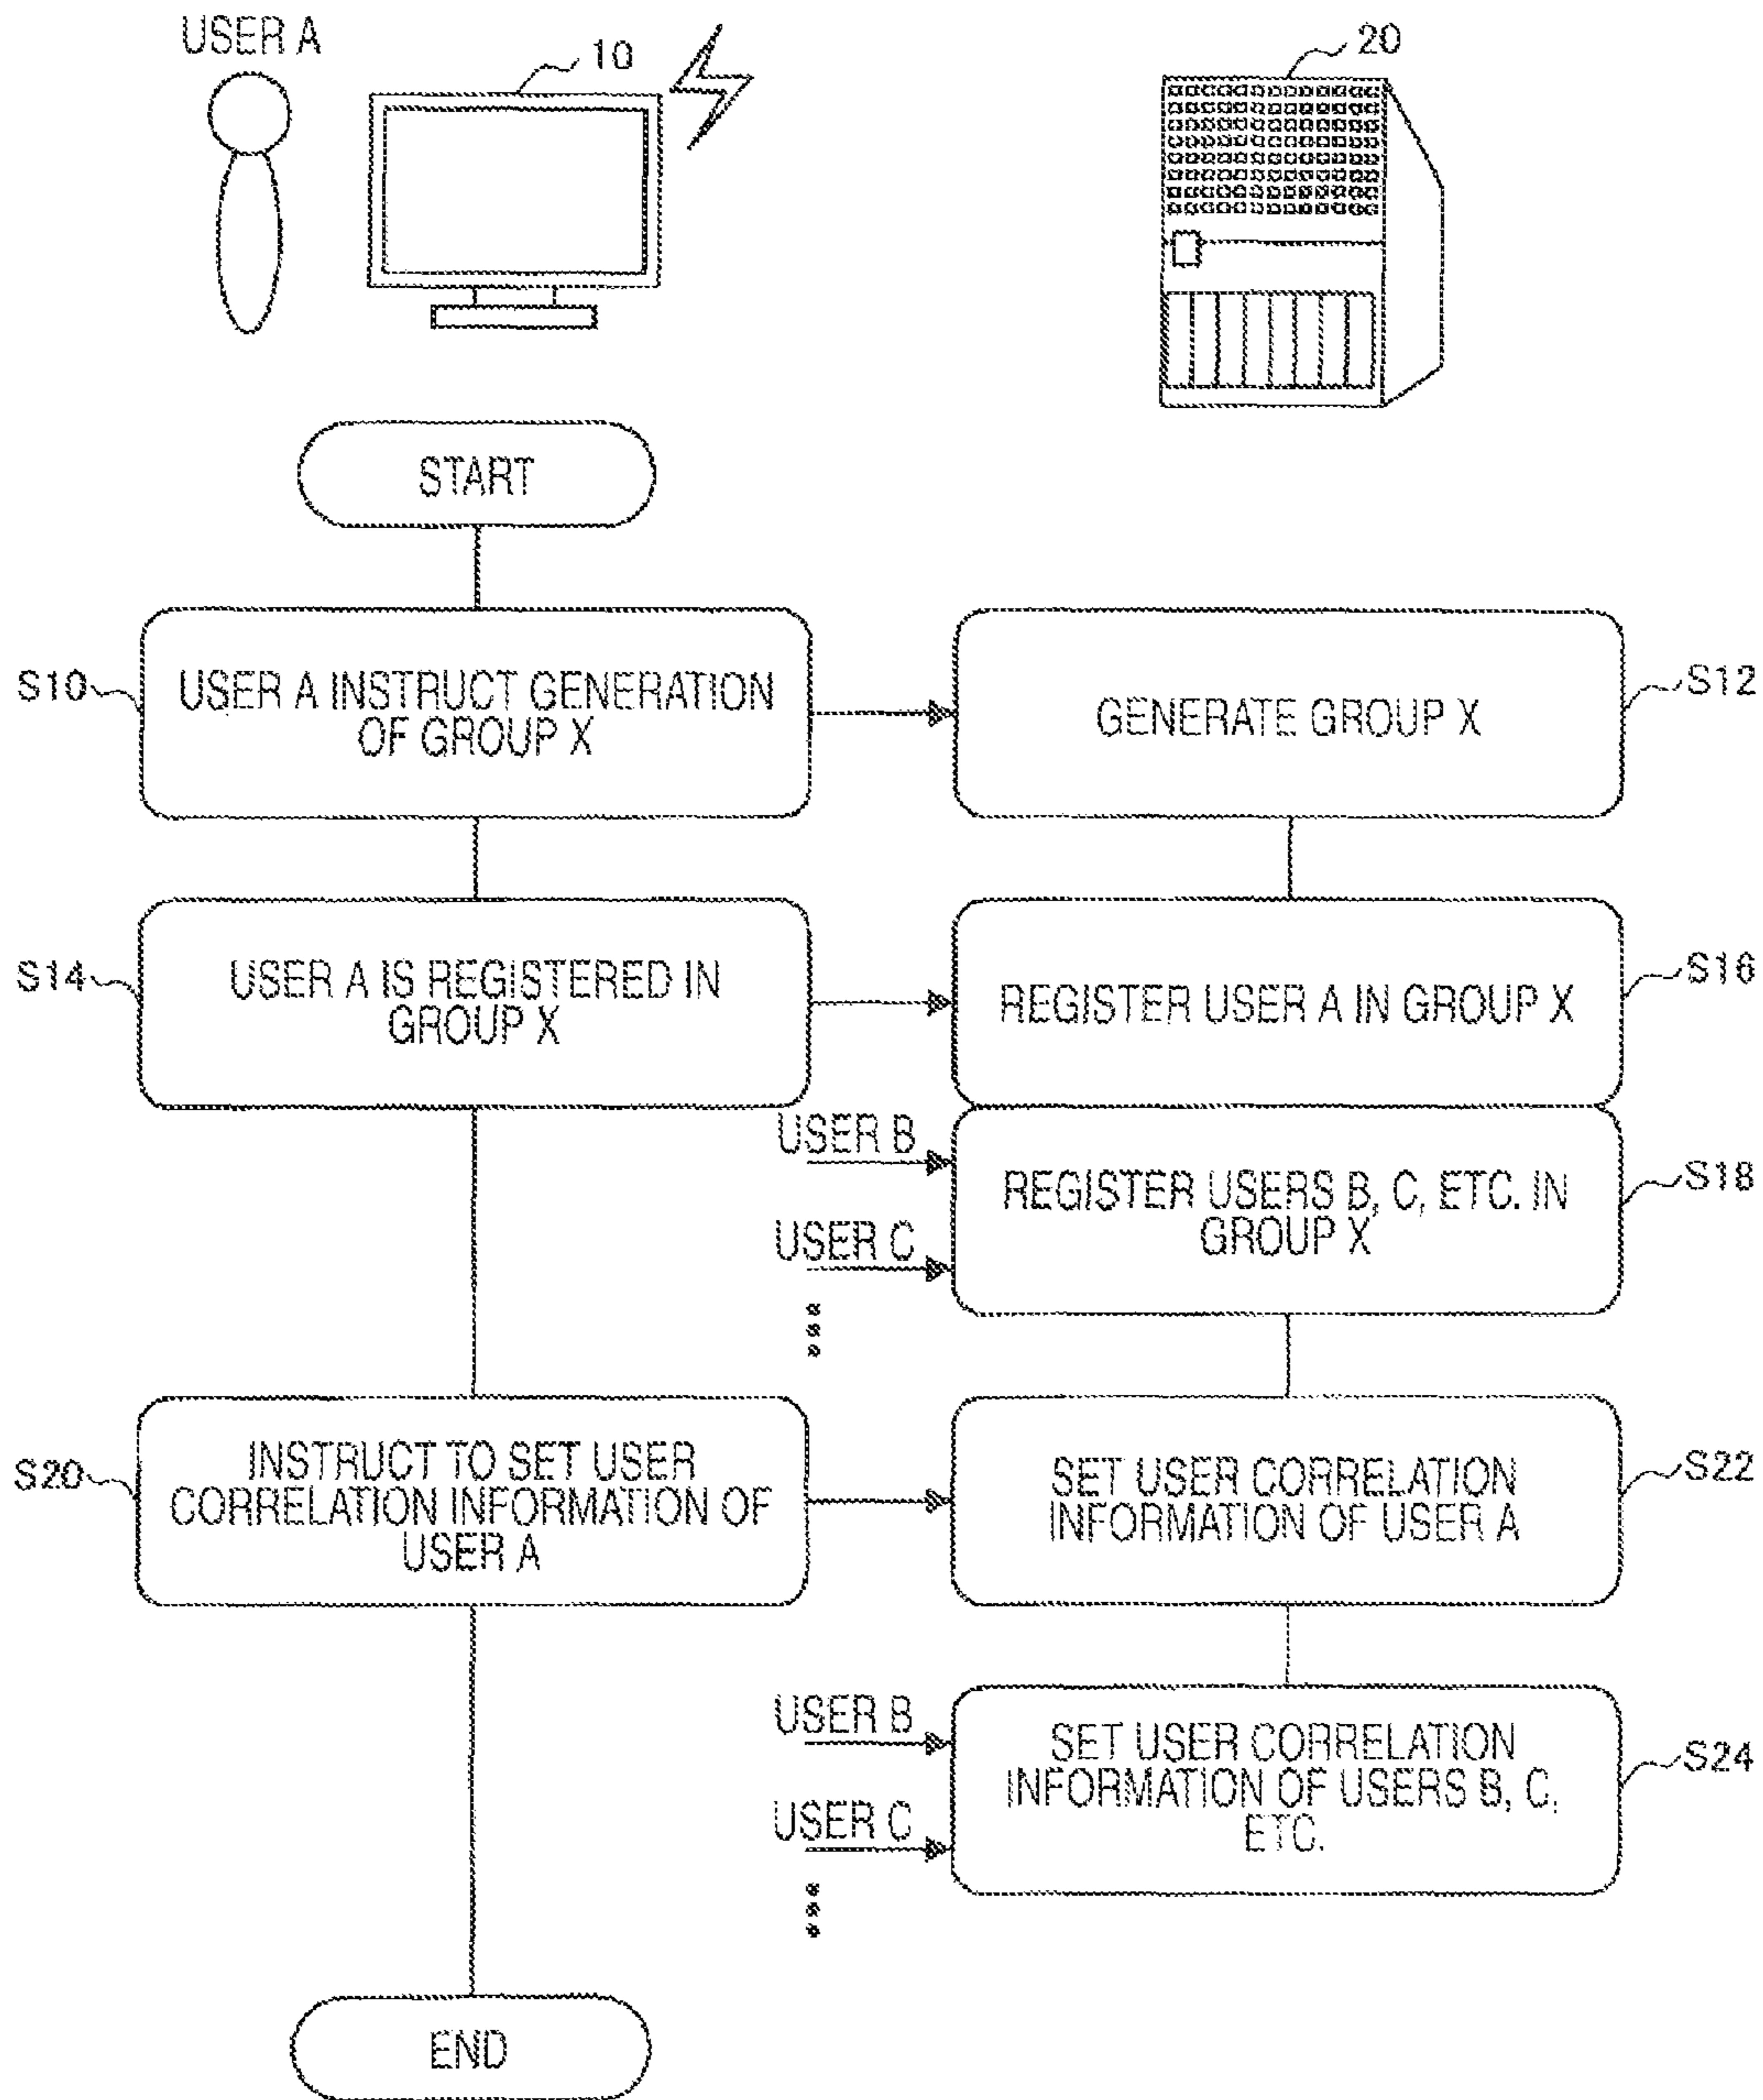 USER A
10
20
START
S10
USER A INSTRUCT GENERATION
OF GROUP X
GENERATE GROUP X
S12
S14
USER A IS REGISTERED IN
GROUP X
REGISTER USER A IN GROUP X
S16
USER B
USER C
REGISTER USERS B, C, ETC. IN
GROUP X
S18
S20
INSTRUCT TO SET USER
CORRELATION INFORMATION OF
USER A
SET USER CORRELATION
INFORMATION OF USER A
S22
USER B
USER C
SET USER CORRELATION
INFORMATION OF USERS B, C,
ETC.
S24
END